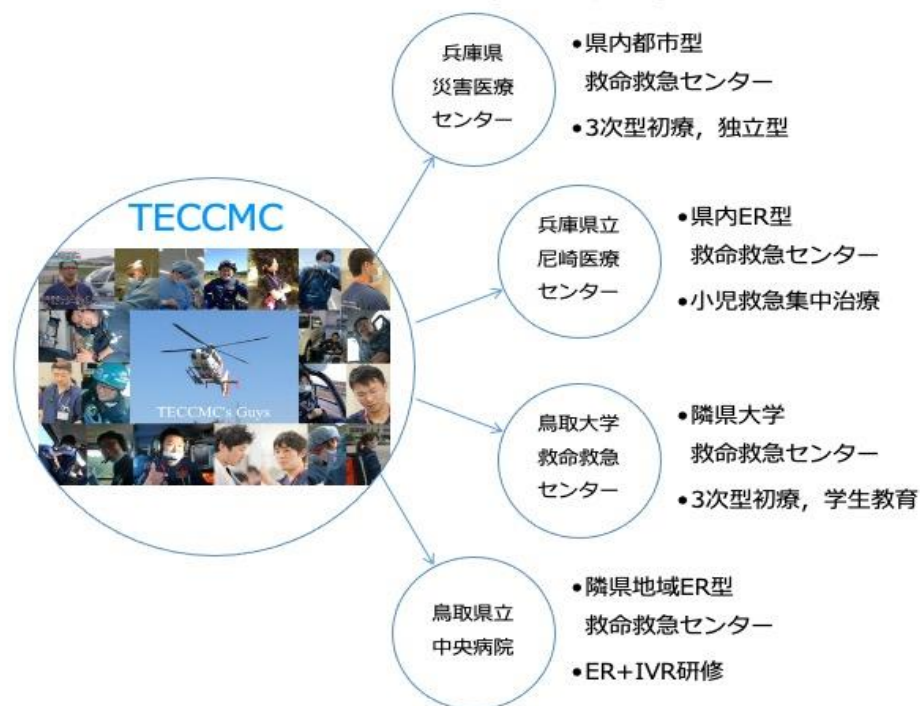 兵庫県
災害医療
センター
•県内都市型
救命救急センター
•3次型初療，独立型
TECCMC
TECCMC's Guys
兵庫県立
尼崎医療
センター
•県内ER型
救命救急センター
•小児救急集中治療
鳥取大学
救命救急
センター
•隣県大学
救命救急センター
•3次型初療，学生教育
鳥取県立
中央病院
•隣県地域ER型
救命救急センター
•ER+IVR研修